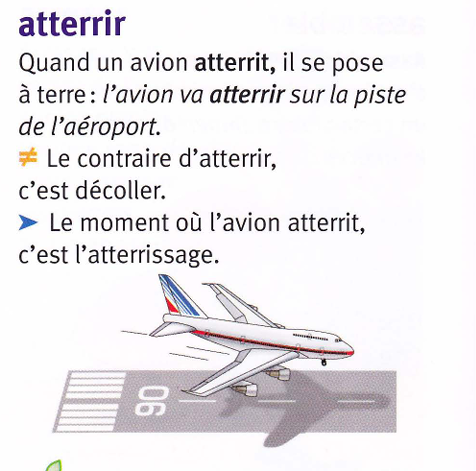 atterrir
Quand un avion atterrit, il se pose
à terre : l'avion va atterrir sur la piste
de l'aéroport.
≠ Le contraire d'atterrir,
c'est décoller.
➤ Le moment où l'avion atterrit,
c'est l'atterrissage.
06